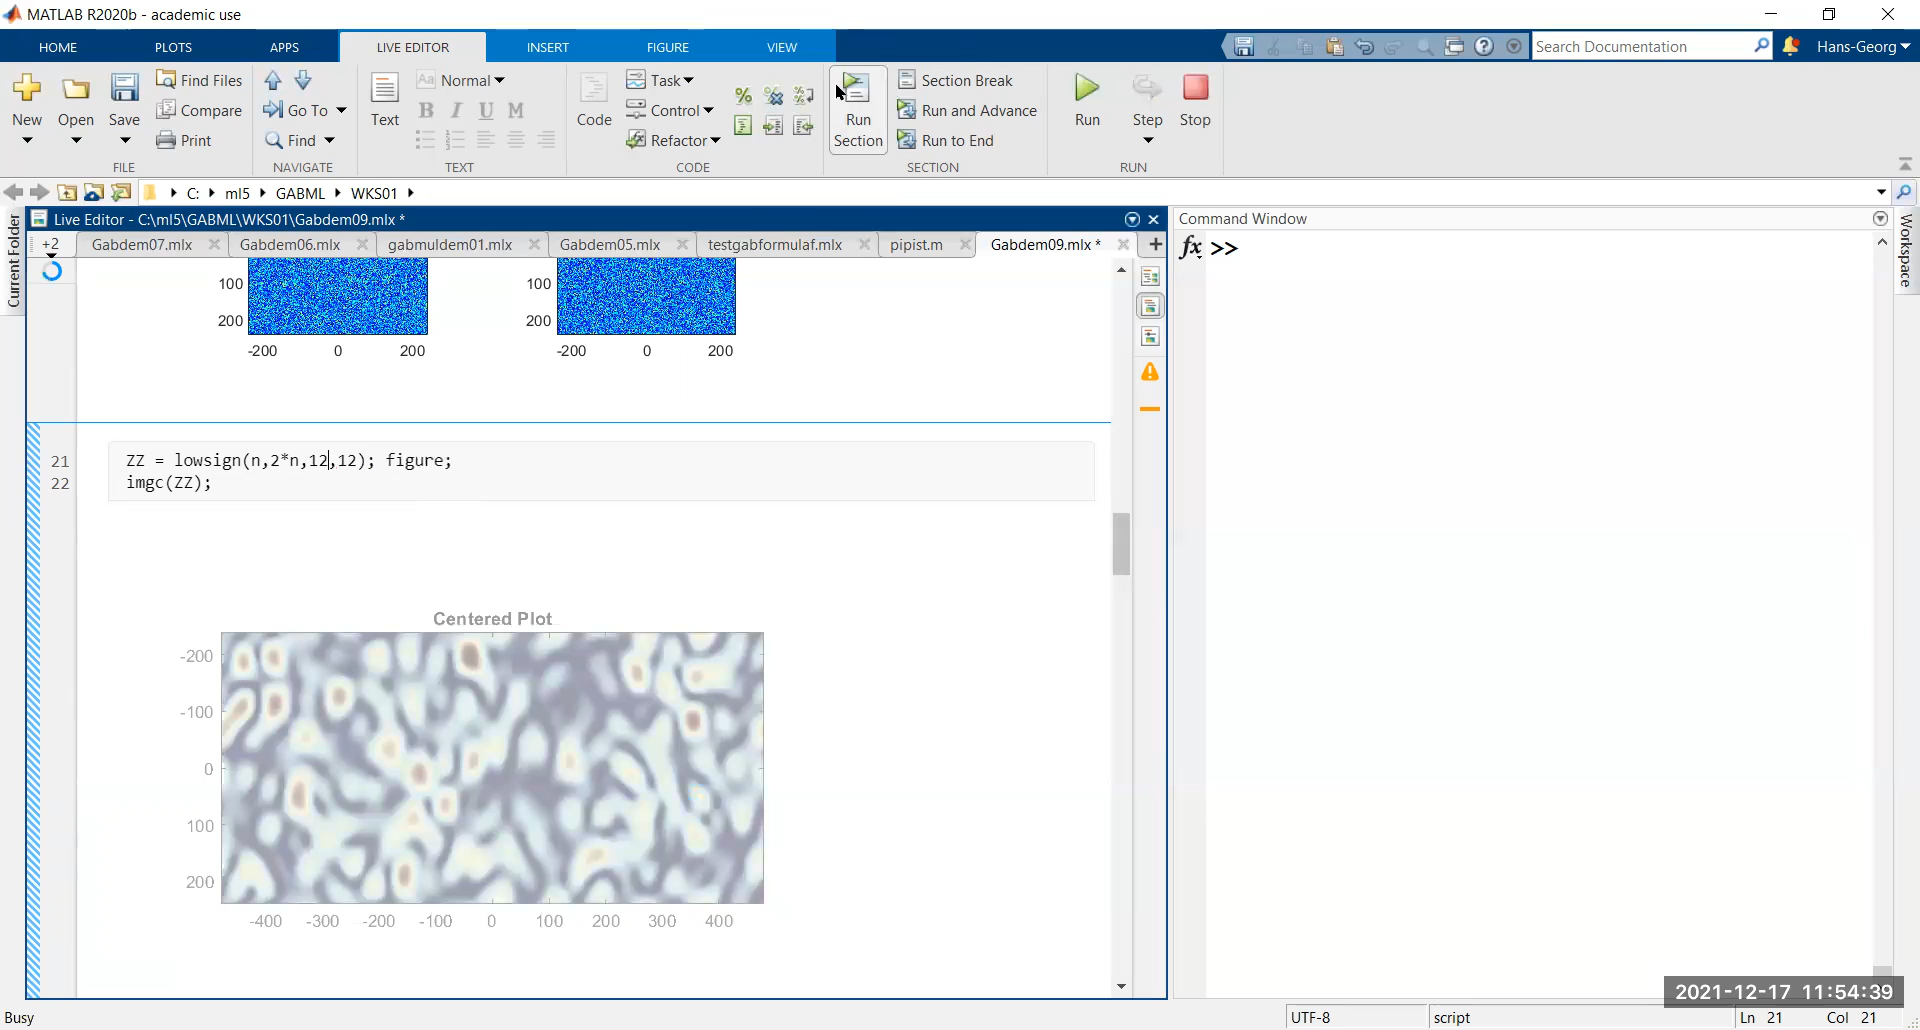 MATLAB R2020b - academic use
HOME PLOTS APPS LIVE EDITOR INSERT FIGURE VIEW Search Documentation Hans-Georg
New Open Save Find Files Compare Print
FILE
Go To Find
NAVIGATE
Text Aa Normal B I U M
TEXT
Code Task Control Refactor
CODE
Run Section Section Break Run and Advance Run to End
SECTION
Run Step Stop
RUN
C: ml5 GABML WKS01
Current Folder
Live Editor - C:\ml5\GABML\WKS01\Gabdem09.mlx *
+2 Gabdem07.mlx Gabdem06.mlx gabmuldem01.mlx Gabdem05.mlx testgabformulaf.mlx pipist.m Gabdem09.mlx *
100 100
200 200
-200 0 200 -200 0 200
21 ZZ = lowsign(n,2*n,12,12); figure;
22 imgc(ZZ);
Centered Plot
-200
-100
0
100
200
-400 -300 -200 -100 0 100 200 300 400
Command Window
fx >>
Workspace
2021-12-17 11:54:39
Busy UTF-8 script Ln 21 Col 21